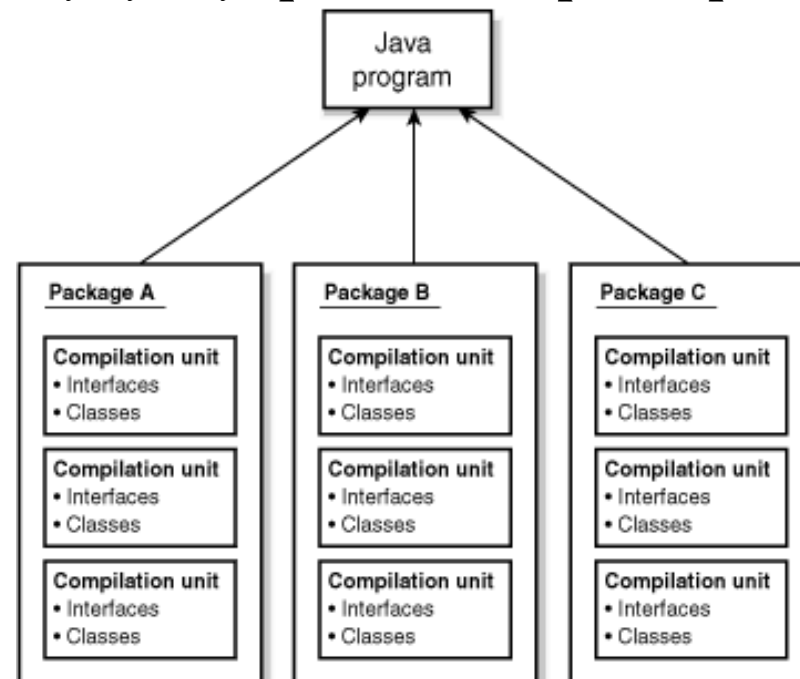 Java
program
Package A
Compilation unit
• Interfaces
• Classes
Compilation unit
• Interfaces
• Classes
Compilation unit
• Interfaces
• Classes
Package B
Compilation unit
• Interfaces
• Classes
Compilation unit
• Interfaces
• Classes
Compilation unit
• Interfaces
• Classes
Package C
Compilation unit
• Interfaces
• Classes
Compilation unit
• Interfaces
• Classes
Compilation unit
• Interfaces
• Classes